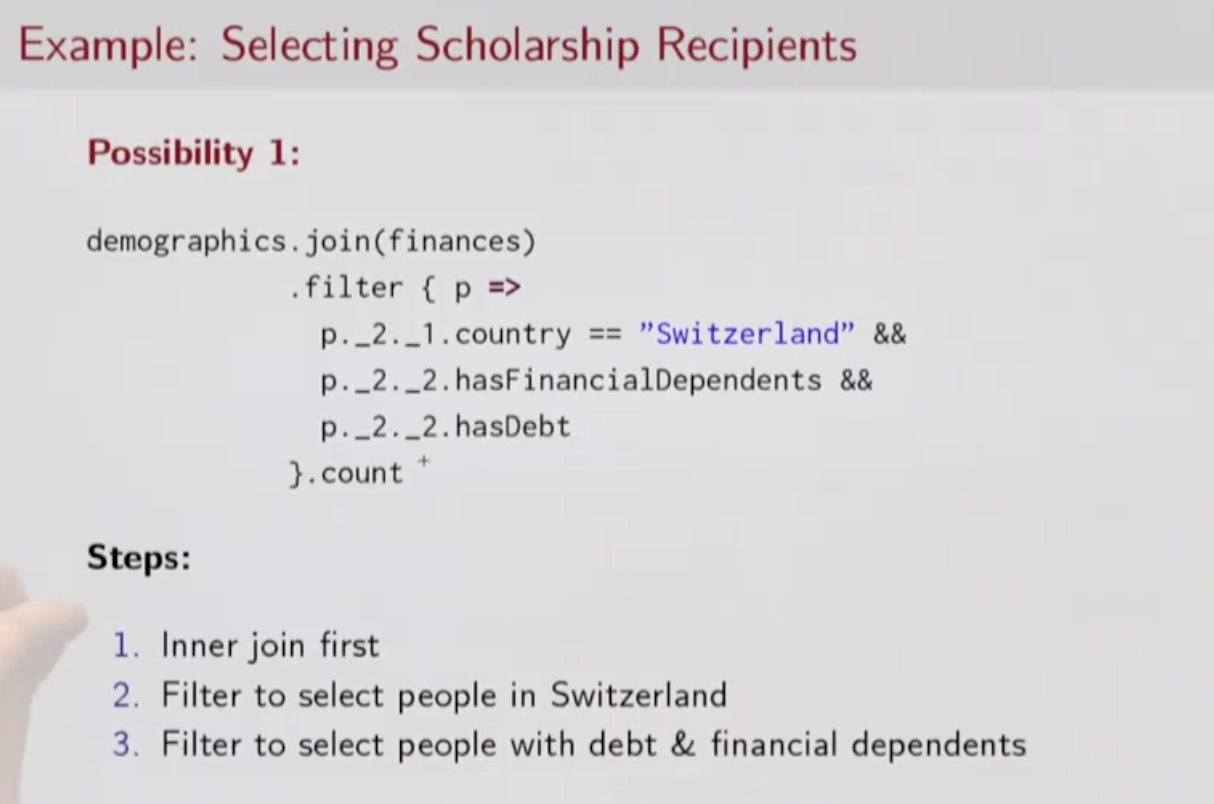 Example: Selecting Scholarship Recipients
Possibility 1:
demographics.join(finances)
.filter { p =>
p._2._1.country == ”Switzerland” &&
p._2._2.hasFinancialDependents &&
p._2._2.hasDebt
}.count
Steps:
1. Inner join first
2. Filter to select people in Switzerland
3. Filter to select people with debt & financial dependents